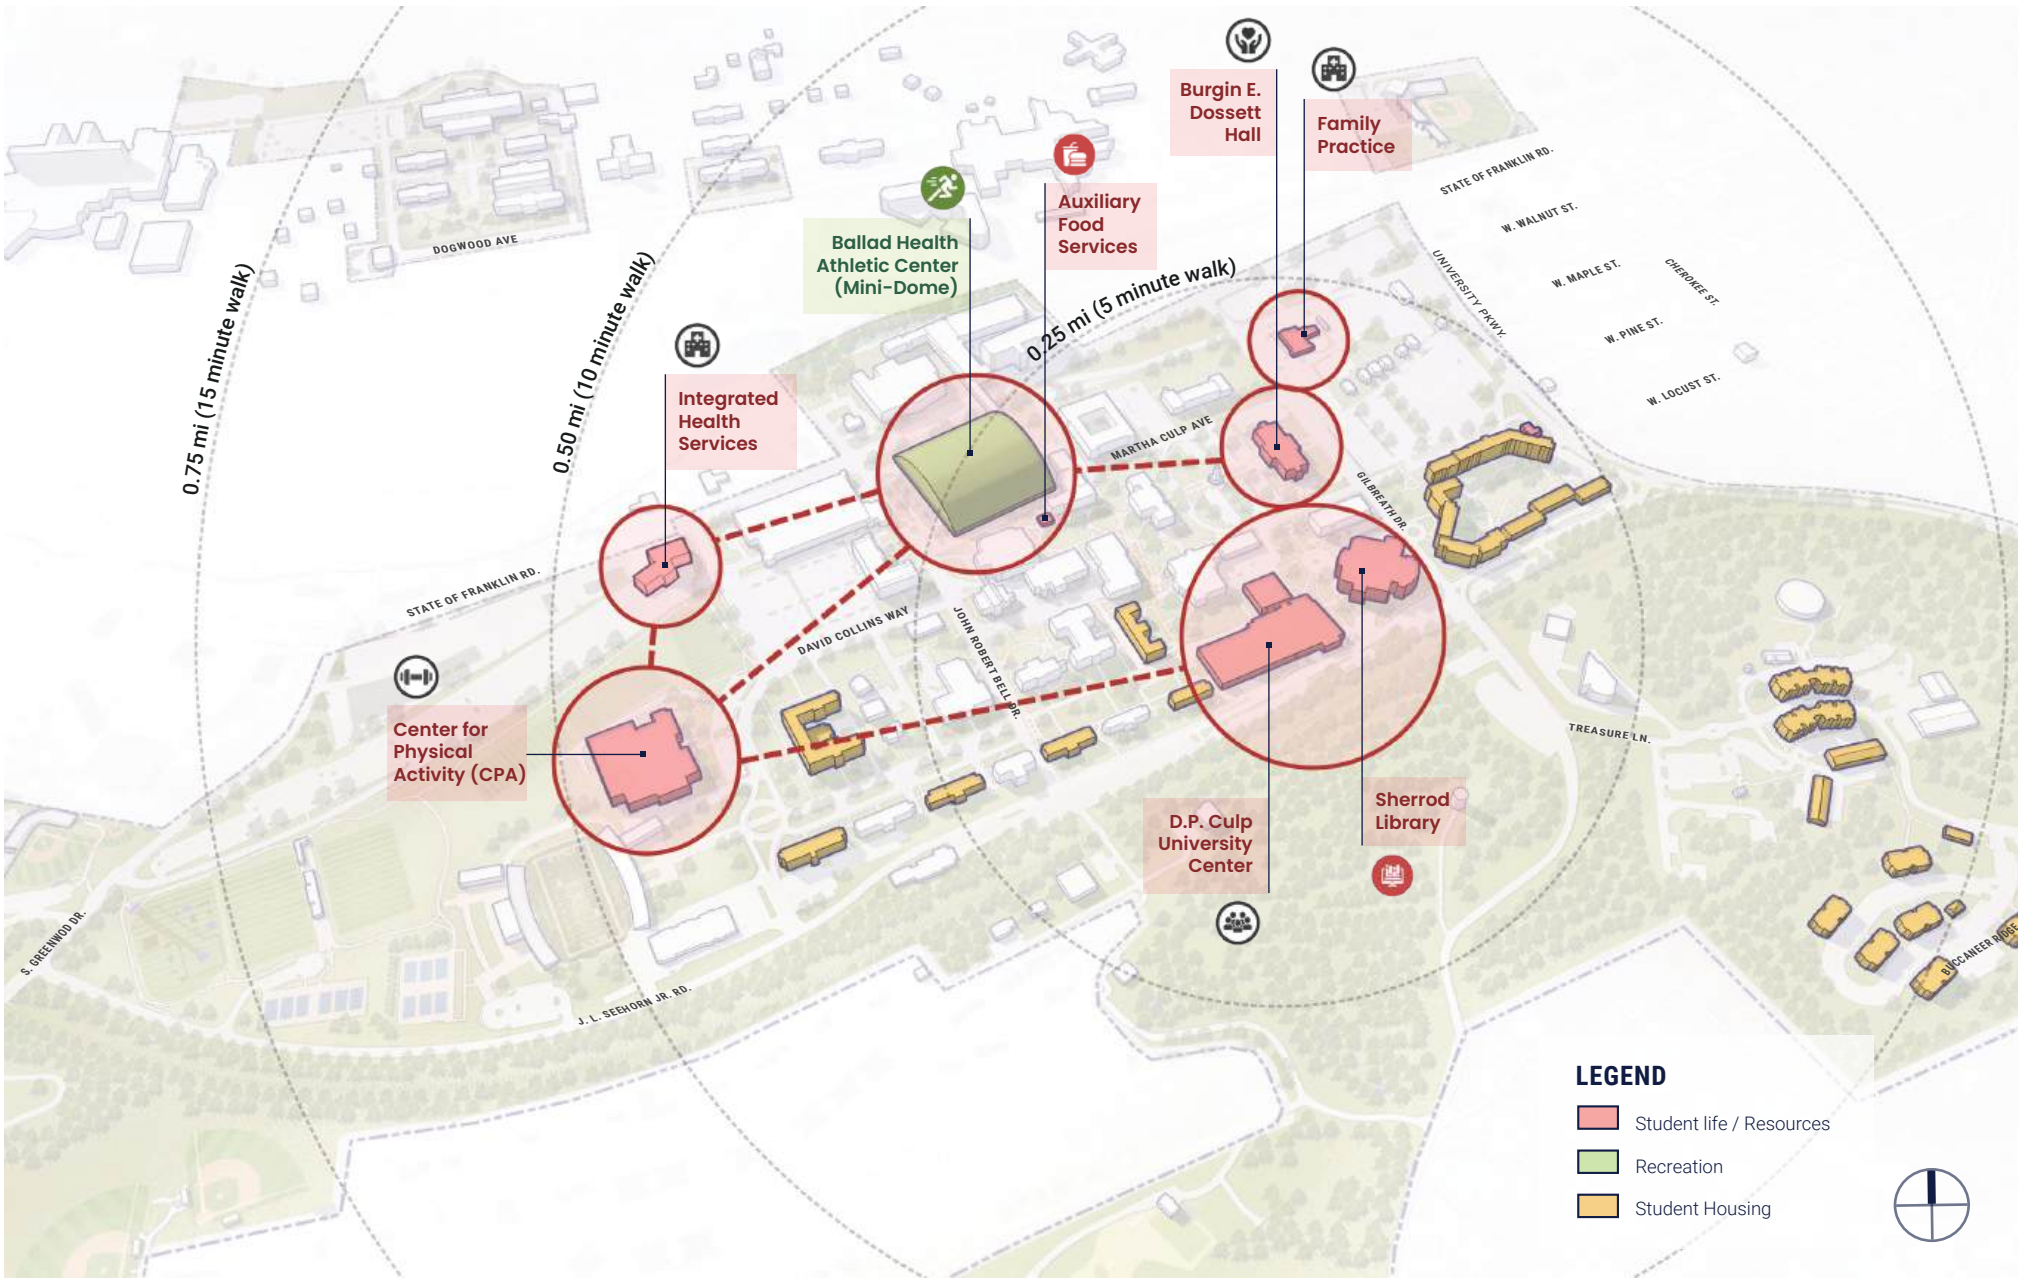 Burgin E.
Dossett
Hall
Family
Practice
STATE OF FRANKLIN RD.
W. WALNUT ST.
W. MAPLE ST.
CHEROKEE ST.
W. PINE ST.
W. LOCUST ST.
UNIVERSITY PKWY.
Auxiliary
Food
Services
Ballad Health
Athletic Center
(Mini-Dome)
DOGWOOD AVE
0.75 mi (15 minute walk)
0.50 mi (10 minute walk)
0.25 mi (5 minute walk)
Integrated
Health
Services
MARTHA CULP AVE
GILBREATH DR.
STATE OF FRANKLIN RD.
DAVID COLLINS WAY
JOHN ROBERT BELL DR.
Center for
Physical
Activity (CPA)
TREASURE LN.
D.P. Culp
University
Center
Sherrod
Library
S. GREENWOD DR.
J. L. SEEHORN JR. RD.
BUCCANEER RIDGE
LEGEND
Student life / Resources
Recreation
Student Housing